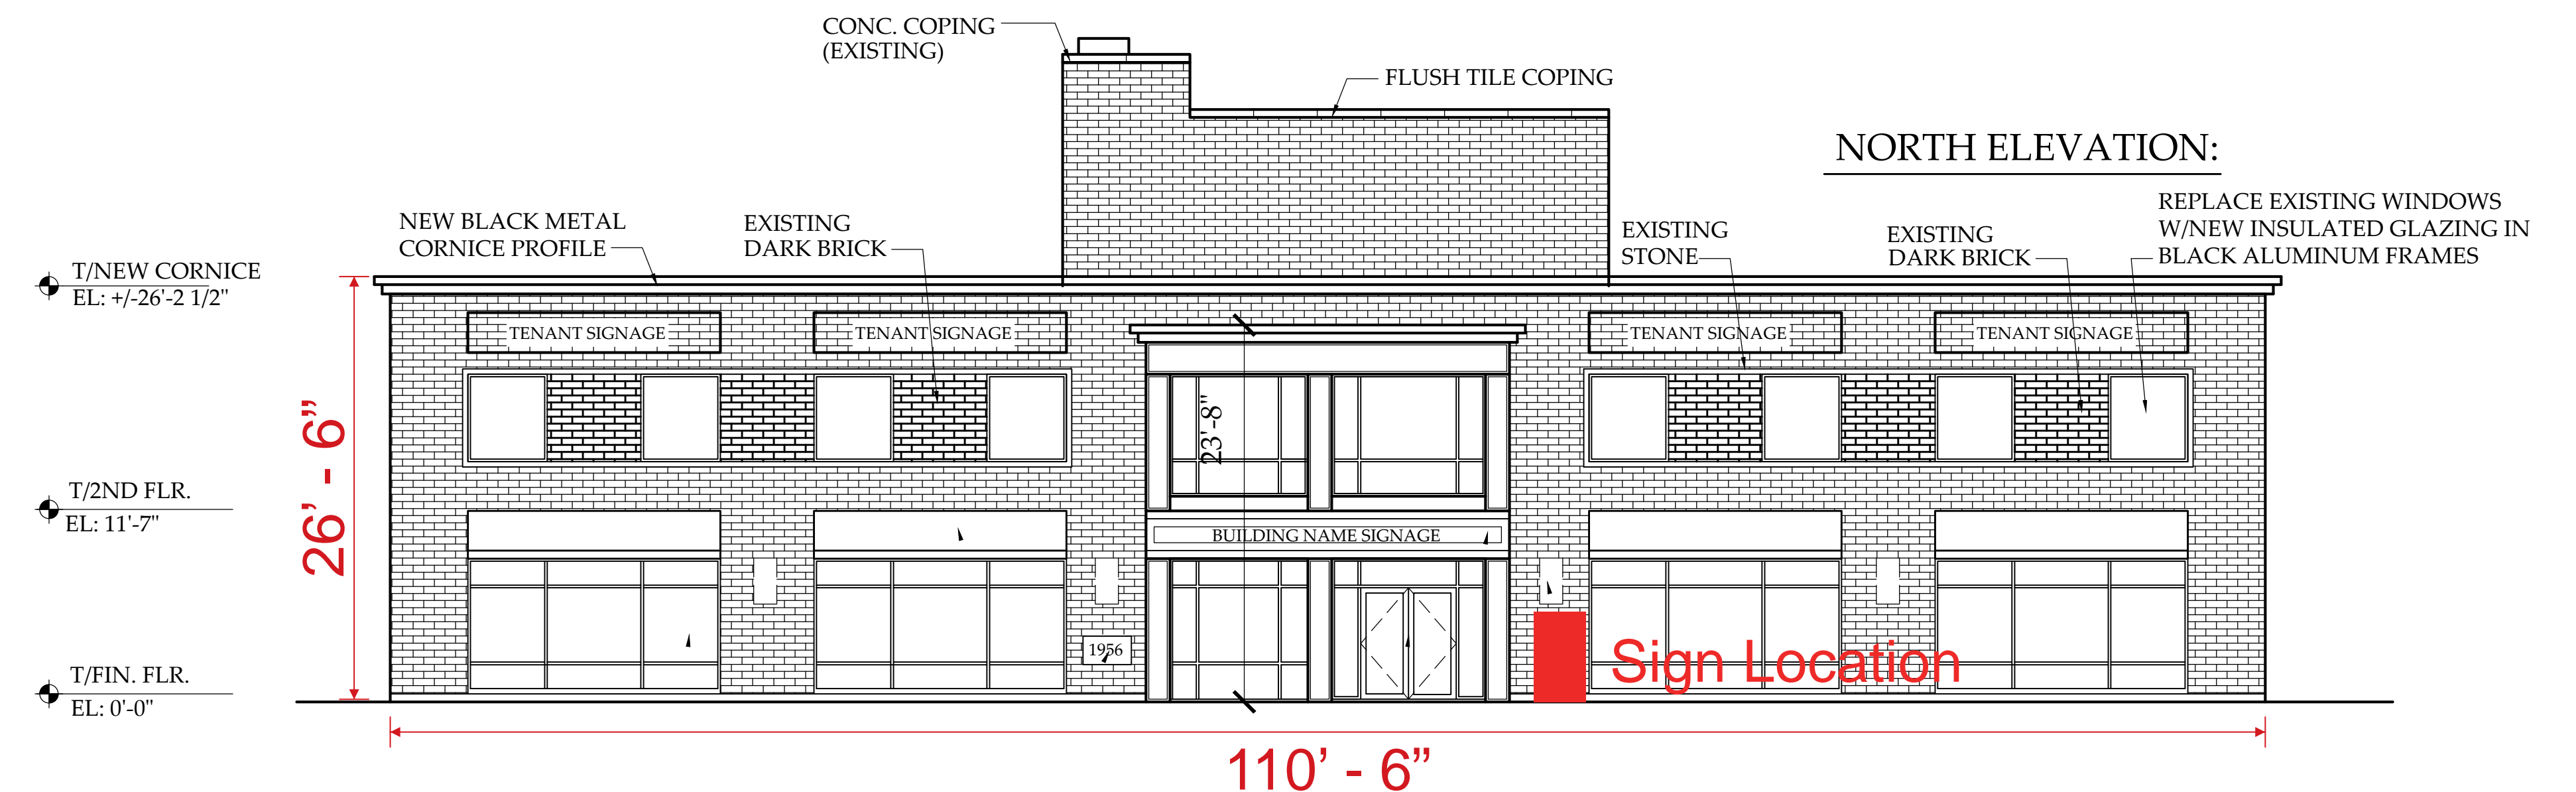 CONC. COPING
(EXISTING)
FLUSH TILE COPING
NORTH ELEVATION:
NEW BLACK METAL
CORNICE PROFILE
EXISTING
DARK BRICK
EXISTING
STONE
EXISTING
DARK BRICK
REPLACE EXISTING WINDOWS
W/NEW INSULATED GLAZING IN
BLACK ALUMINUM FRAMES
T/NEW CORNICE
EL: +/-26'-2 1/2"
TENANT SIGNAGE
TENANT SIGNAGE
TENANT SIGNAGE
TENANT SIGNAGE
26’ - 6”
23'-8"
T/2ND FLR.
EL: 11'-7"
BUILDING NAME SIGNAGE
1956
Sign Location
T/FIN. FLR.
EL: 0'-0"
110’ - 6”